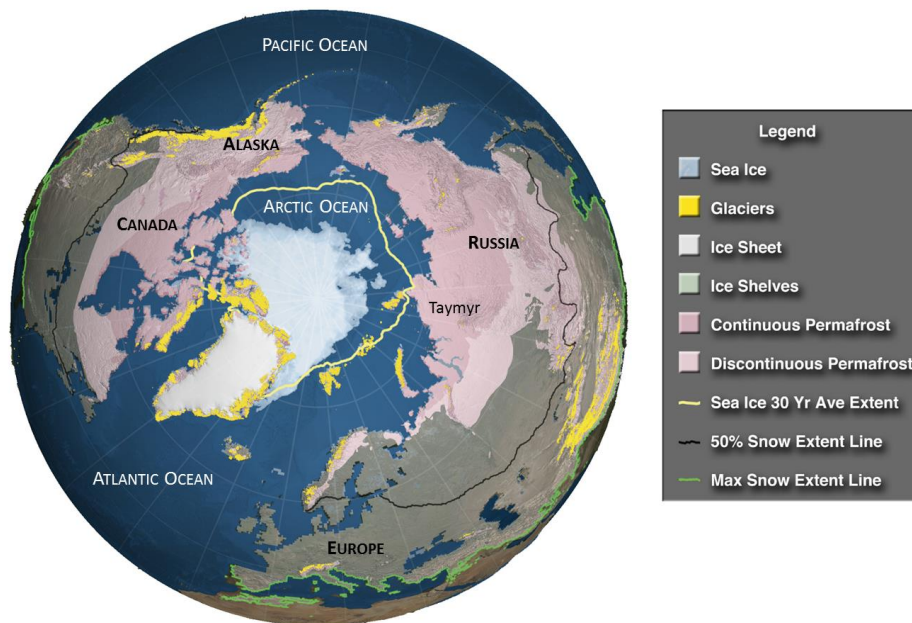 PACIFIC OCEAN
ALASKA
ARCTIC OCEAN
CANADA
RUSSIA
Taymyr
ATLANTIC OCEAN
EUROPE
Legend
Sea Ice
Glaciers
Ice Sheet
Ice Shelves
Continuous Permafrost
Discontinuous Permafrost
Sea Ice 30 Yr Ave Extent
50% Snow Extent Line
Max Snow Extent Line